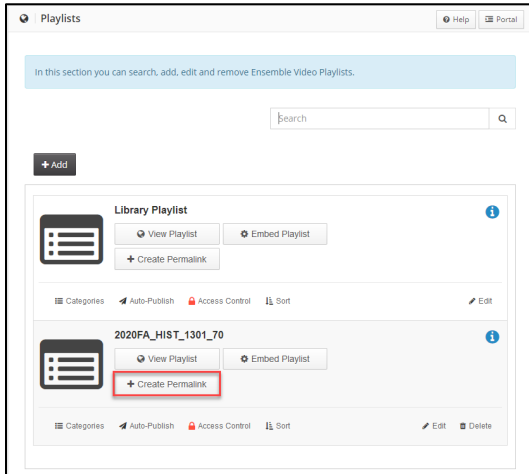 Playlists
Help
Portal
In this section you can search, add, edit and remove Ensemble Video Playlists.
Search
+ Add
Library Playlist
View Playlist
Embed Playlist
+ Create Permalink
Categories Auto-Publish Access Control Sort Edit
2020FA_HIST_1301_70
View Playlist
Embed Playlist
+ Create Permalink
Categories Auto-Publish Access Control Sort Edit Delete